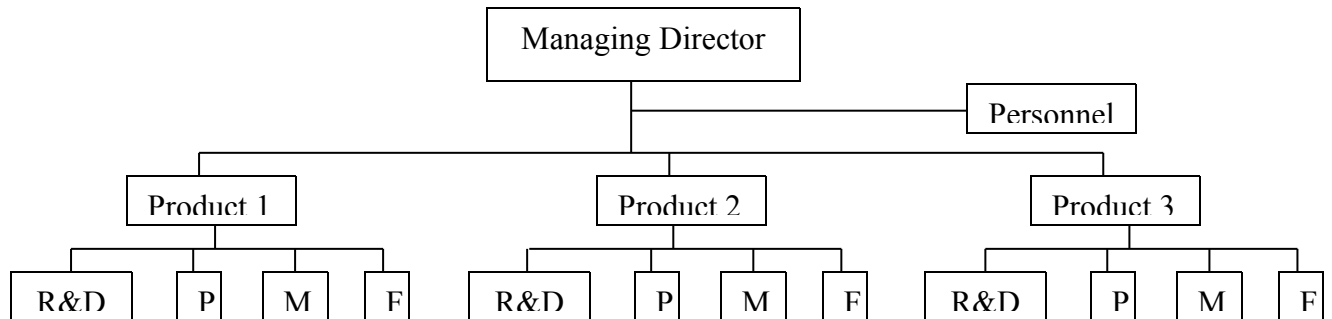 Managing Director
Personnel
Product 1
Product 2
Product 3
R&D
P
M
F
R&D
P
M
F
R&D
P
M
F